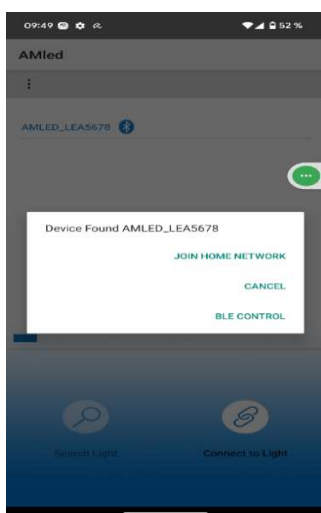 09:49 52 %
AMled
AMLED_LEA5678
Device Found AMLED_LEA5678
JOIN HOME NETWORK
CANCEL
BLE CONTROL
Search Light Connect to Light